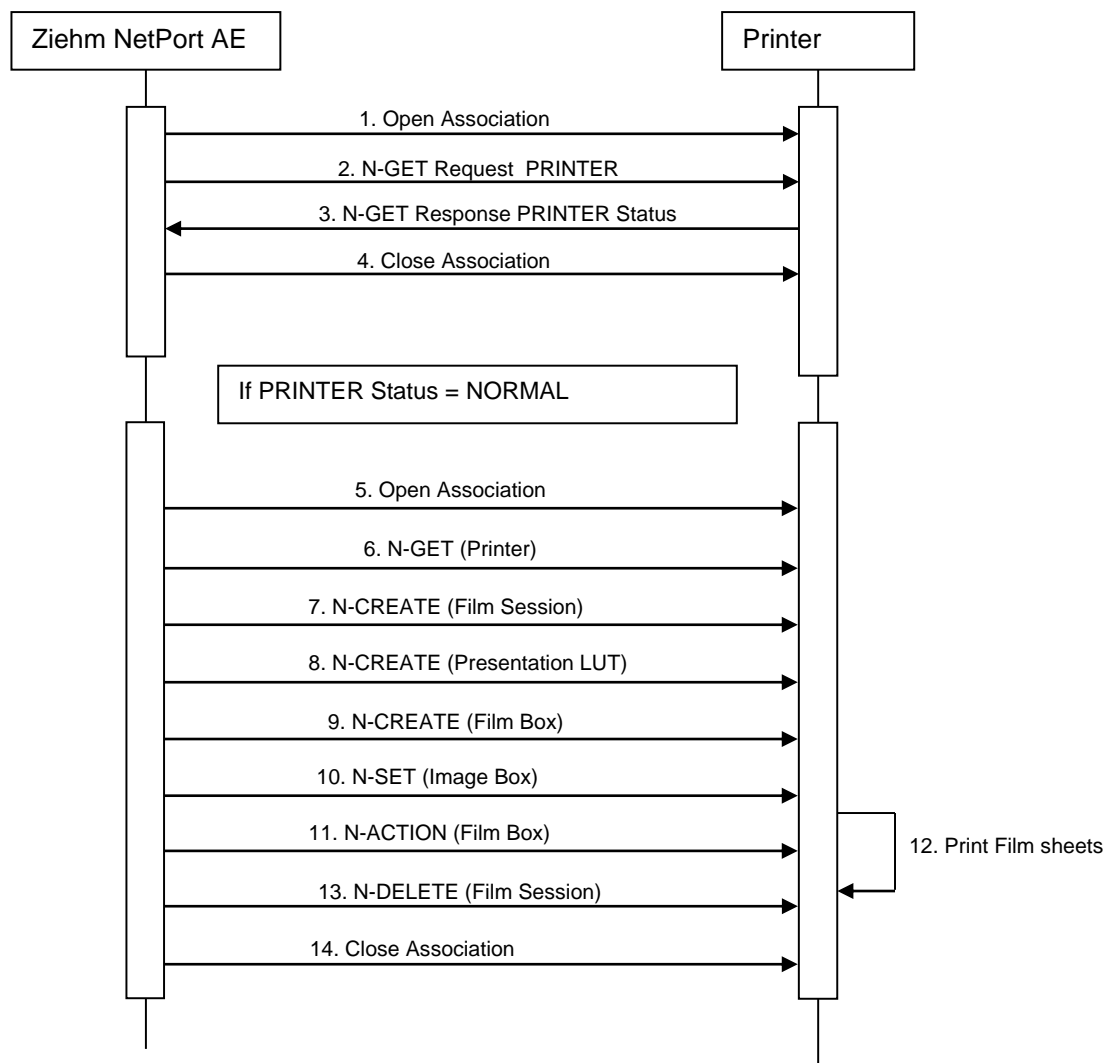 Ziehm NetPort AE
Printer
1. Open Association
2. N-GET Request  PRINTER
3. N-GET Response PRINTER Status
4. Close Association
If PRINTER Status = NORMAL
5. Open Association
6. N-GET (Printer)
7. N-CREATE (Film Session)
8. N-CREATE (Presentation LUT)
9. N-CREATE (Film Box)
10. N-SET (Image Box)
11. N-ACTION (Film Box)
12. Print Film sheets
13. N-DELETE (Film Session)
14. Close Association